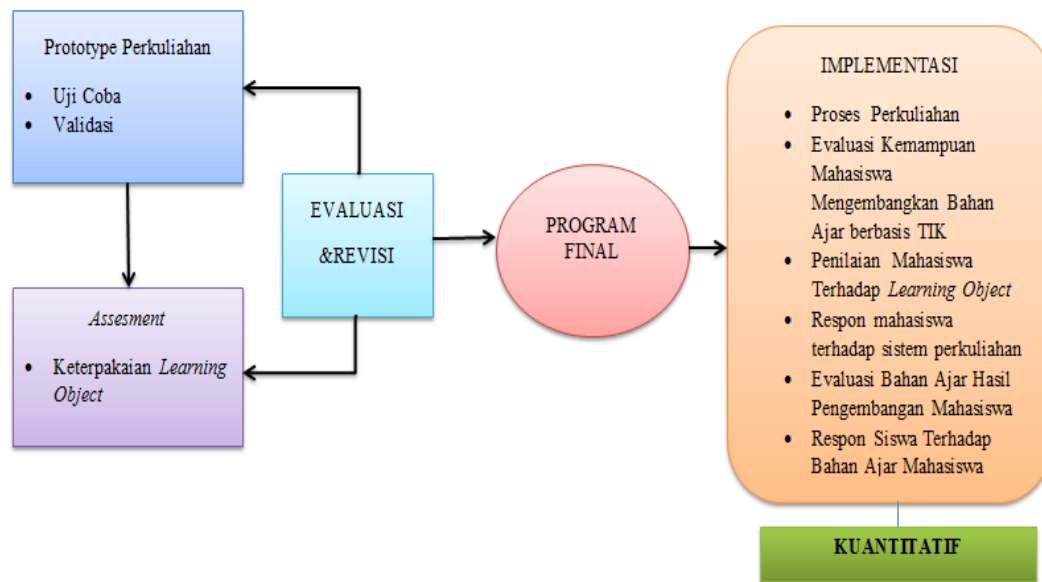 Prototype Perkuliahan
• Uji Coba
• Validasi
Assesment
• Keterpakaian Learning
Object
EVALUASI
&REVISI
PROGRAM
FINAL
IMPLEMENTASI
• Proses Perkuliahan
• Evaluasi Kemampuan
Mahasiswa
Mengembangkan Bahan
Ajar berbasis TIK
• Penilaian Mahasiswa
Terhadap Learning Object
• Respon mahasiswa
terhadap sistem perkuliahan
• Evaluasi Bahan Ajar Hasil
Pengembangan Mahasiswa
• Respon Siswa Terhadap
Bahan Ajar Mahasiswa
KUANTITATIF